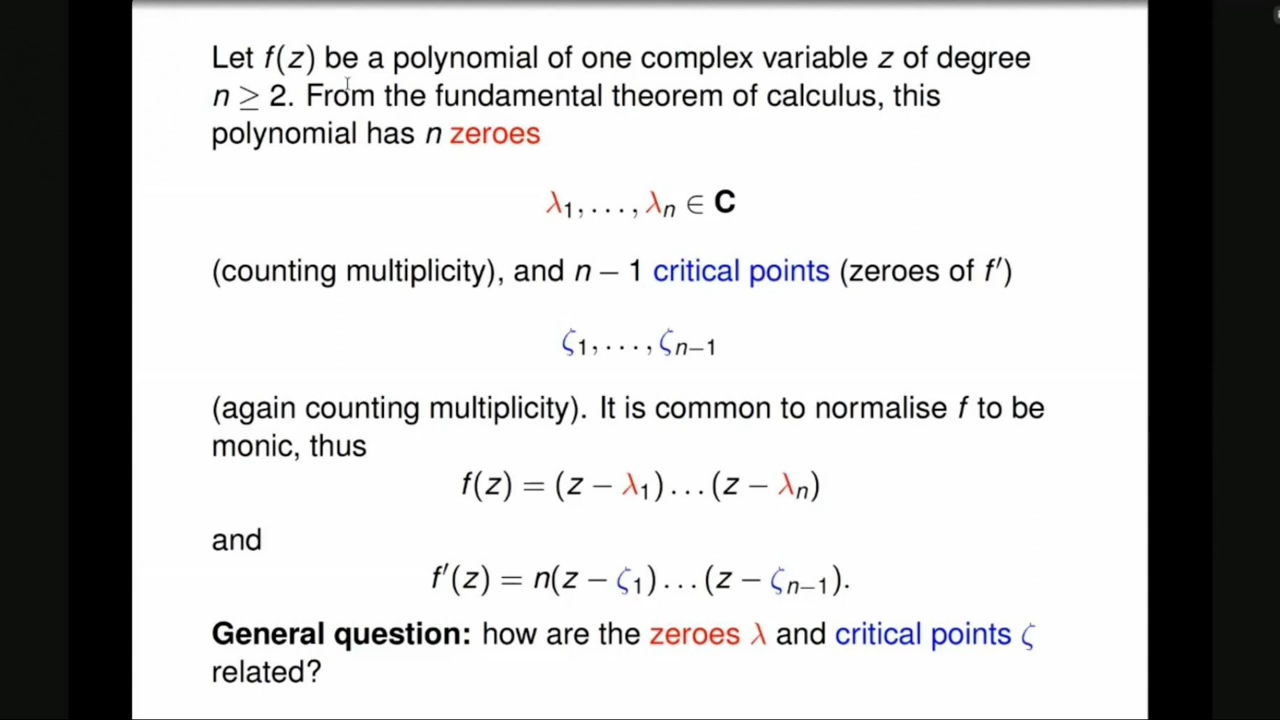 Let f(z) be a polynomial of one complex variable z of degree
n ≥ 2. From the fundamental theorem of calculus, this
polynomial has n zeroes
λ₁, . . . , λₙ ∈ C
(counting multiplicity), and n − 1 critical points (zeroes of f′)
ζ₁, . . . , ζₙ₋₁
(again counting multiplicity). It is common to normalise f to be
monic, thus
f(z) = (z − λ₁) . . . (z − λₙ)
and
f′(z) = n(z − ζ₁) . . . (z − ζₙ₋₁).
General question: how are the zeroes λ and critical points ζ
related?